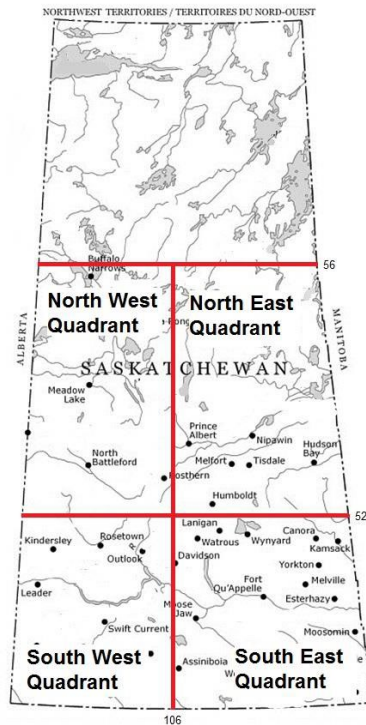 NORTHWEST TERRITORIES / TERRITOIRES DU NORD-OUEST
Buffalo
Narrows
56
North West
Quadrant
North East
Quadrant
ALBERTA
MANITOBA
SASKATCHEWAN
Meadow
Lake
Prince
Albert
Nipawin
Hudson
Bay
North
Battleford
Melfort
Tisdale
Rosthern
Humboldt
52
Lanigan
Canora
Kindersley
Rosetown
Watrous
Wynyard
Kamsack
Outlook
Davidson
Yorkton
Leader
Fort
Qu'Appelle
Melville
Esterhazy
Moose
Jaw
Swift Current
Moosomin
South West
Quadrant
Assiniboia
South East
Quadrant
106